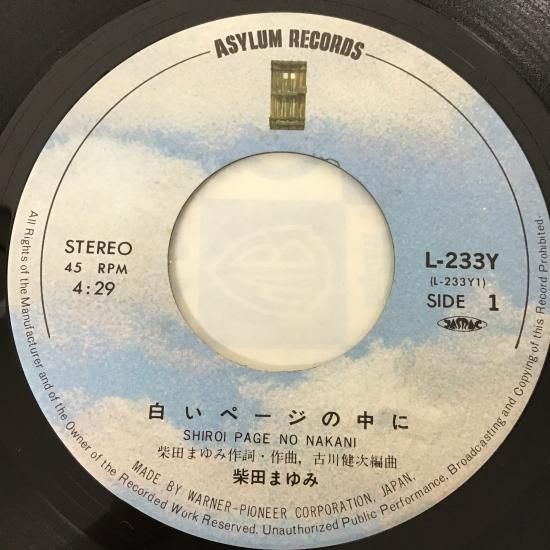 ASYLUM RECORDS
STEREO
45 RPM
4:29
L-233Y
(L-233Y1)
SIDE 1
JASRAC
白いページの中に
SHIROI PAGE NO NAKANI
柴田まゆみ作詞・作曲, 古川健次編曲
柴田まゆみ
MADE BY WARNER-PIONEER CORPORATION, JAPAN.
All Rights of the Manufacturer and of the Owner of the Recorded Work Reserved. Unauthorized Public Performance, Broadcasting and Copying of this Record Prohibited.